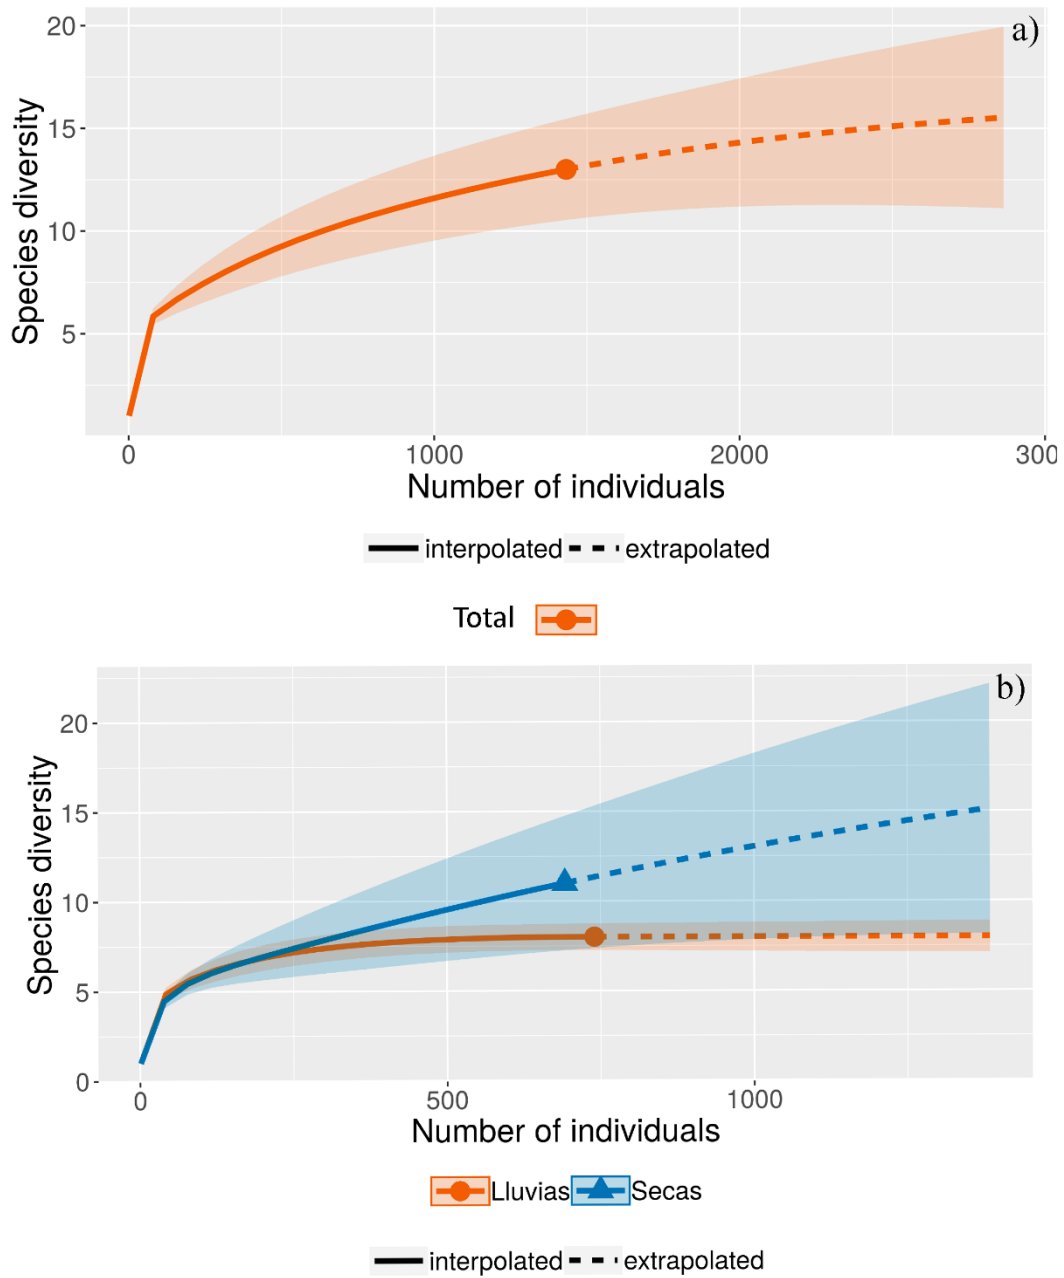 a)
20
15
10
5
Species diversity
0 1000 2000 300
Number of individuals
interpolated extrapolated
Total
b)
20
15
10
5
0
Species diversity
0 500 1000
Number of individuals
Lluvias Secas
interpolated extrapolated